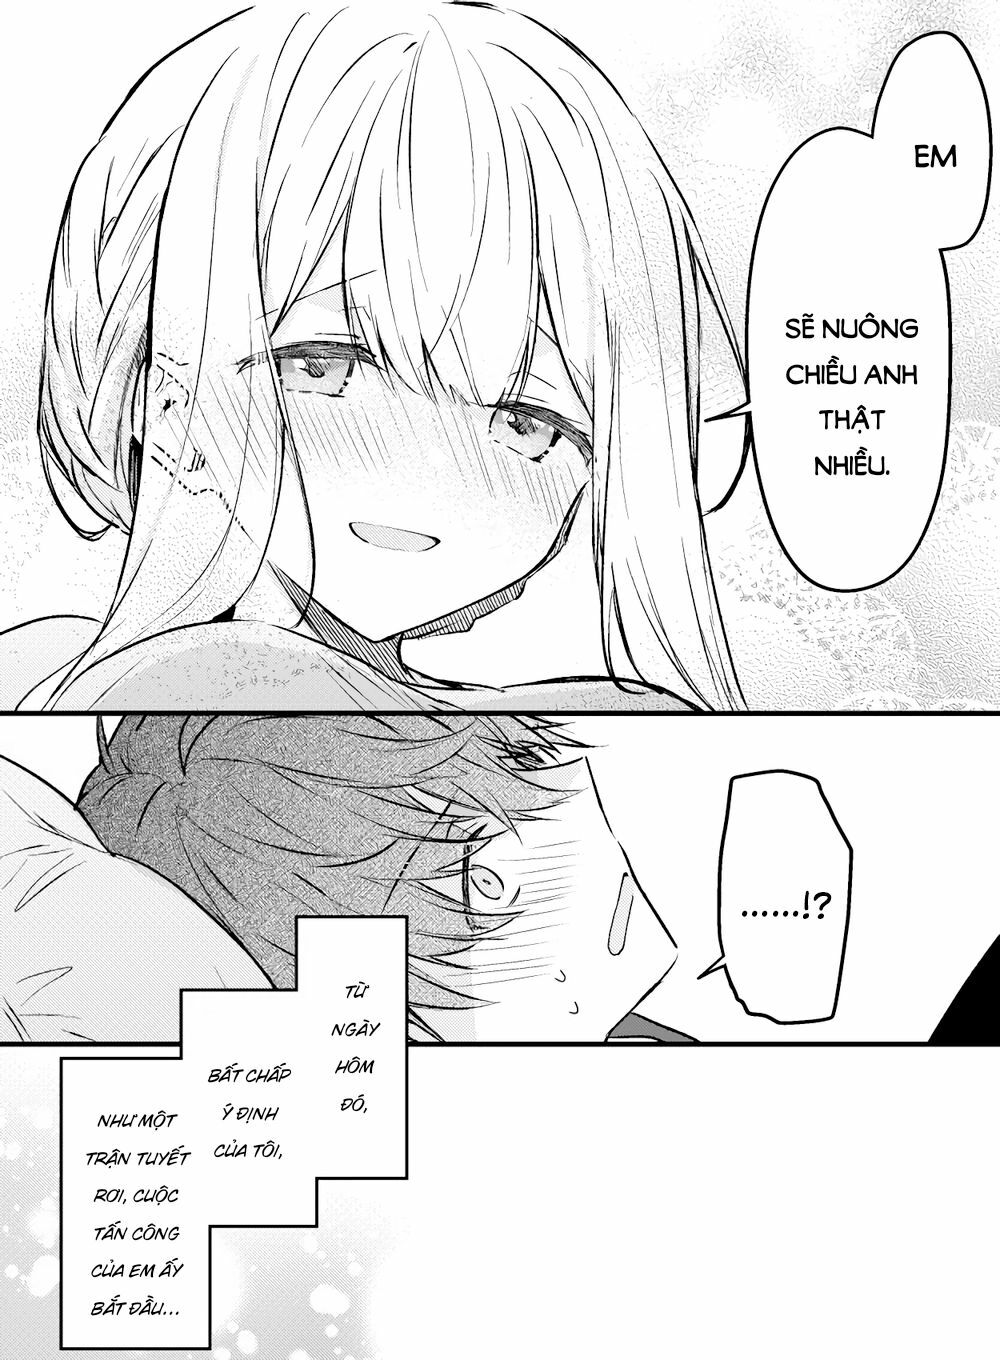 EM
SẼ NUÔNG
CHIỀU ANH
THẬT
NHIỀU.
......!?
TỪ
NGÀY
HÔM
ĐÓ,
BẤT CHẤP
Ý ĐỊNH
CỦA TÔI,
NHƯ MỘT
TRẬN TUYẾT
RƠI, CUỘC
TẤN CÔNG
CỦA EM ẤY
BẮT ĐẦU...